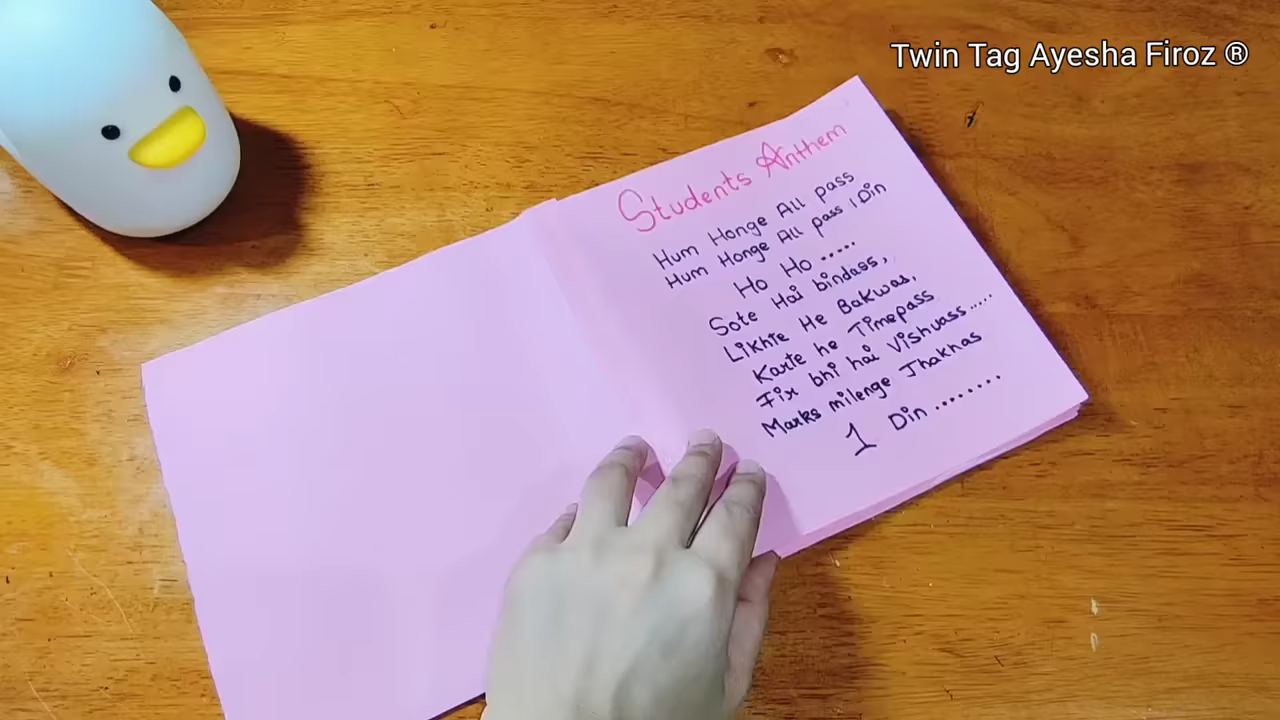 Twin Tag Ayesha Firoz ®
Students Anthem
Hum Honge All pass
Hum Honge All pass 1 Din
Ho Ho .....
Sote Hai bindass,
Likhte He Bakwas,
Karte he Timepass
Fix bhi hai Vishvass.....
Marks milenge Jhakhas
1 Din ........